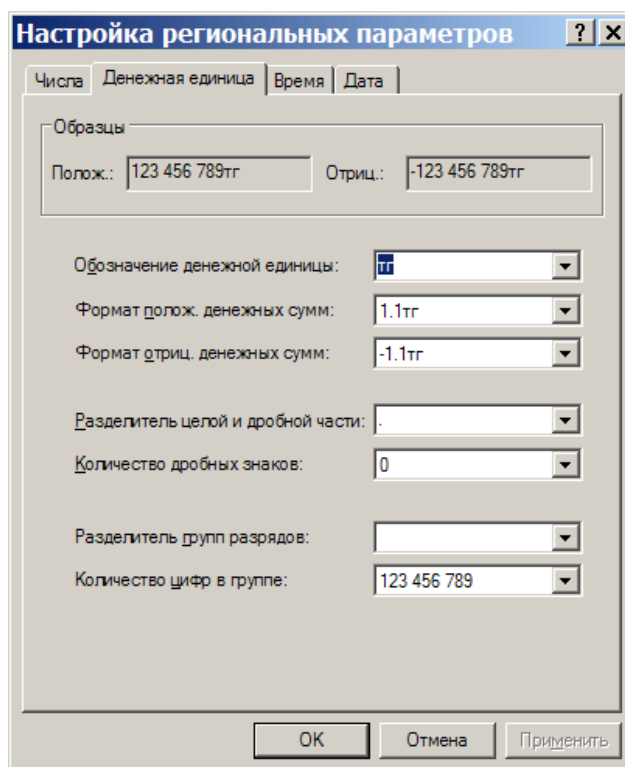 Настройка региональных параметров
Числа Денежная единица Время Дата
Образцы
Полож.: 123 456 789тг Отриц.: -123 456 789тг
Обозначение денежной единицы: тг
Формат полож. денежных сумм: 1.1тг
Формат отриц. денежных сумм: -1.1тг
Разделитель целой и дробной части: .
Количество дробных знаков: 0
Разделитель групп разрядов:
Количество цифр в группе: 123 456 789
OK Отмена Применить